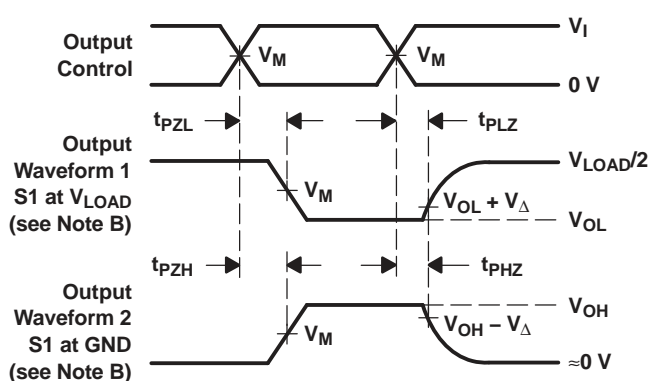 Output
Control
V_M
V_M
V_I
0 V
t_PZL
t_PLZ
Output
Waveform 1
S1 at V_LOAD
(see Note B)
V_M
V_LOAD/2
V_OL + V_Δ
V_OL
t_PZH
t_PHZ
Output
Waveform 2
S1 at GND
(see Note B)
V_M
V_OH
V_OH − V_Δ
≈0 V